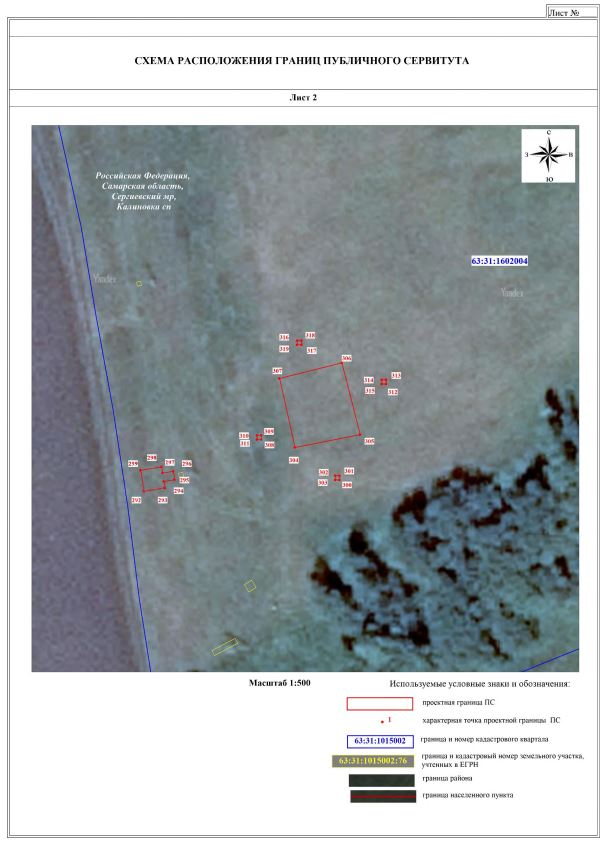 Лист №
СХЕМА РАСПОЛОЖЕНИЯ ГРАНИЦ ПУБЛИЧНОГО СЕРВИТУТА
Лист 2
С
З
В
Ю
Российская Федерация,
Самарская область,
Сергиевский мр,
Калиновка сп
63:31:1602004
Yandex
Yandex
316 318
319 317
306
307
314 313
315 312
310 309
311 308
305
304
302 301
303 300
299 298 297 296
295
292 293 294
Масштаб 1:500
Используемые условные знаки и обозначения:
проектная граница ПС
1 характерная точка проектной границы ПС
63:31:1015002 граница и номер кадастрового квартала
63:31:1015002:76 граница и кадастровый номер земельного участка,
учтенных в ЕГРН
граница района
граница населенного пункта